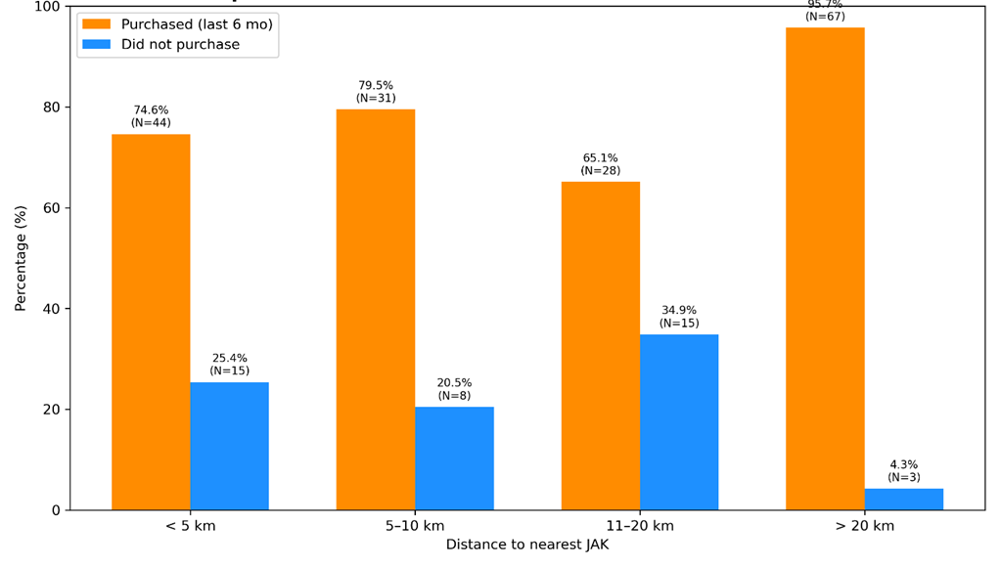 100
95.7%
(N=67)
Purchased (last 6 mo)
Did not purchase
79.5%
(N=31)
80
74.6%
(N=44)
65.1%
(N=28)
60
Percentage (%)
40
34.9%
(N=15)
25.4%
(N=15)
20.5%
(N=8)
20
4.3%
(N=3)
0
< 5 km
5–10 km
11–20 km
> 20 km
Distance to nearest JAK